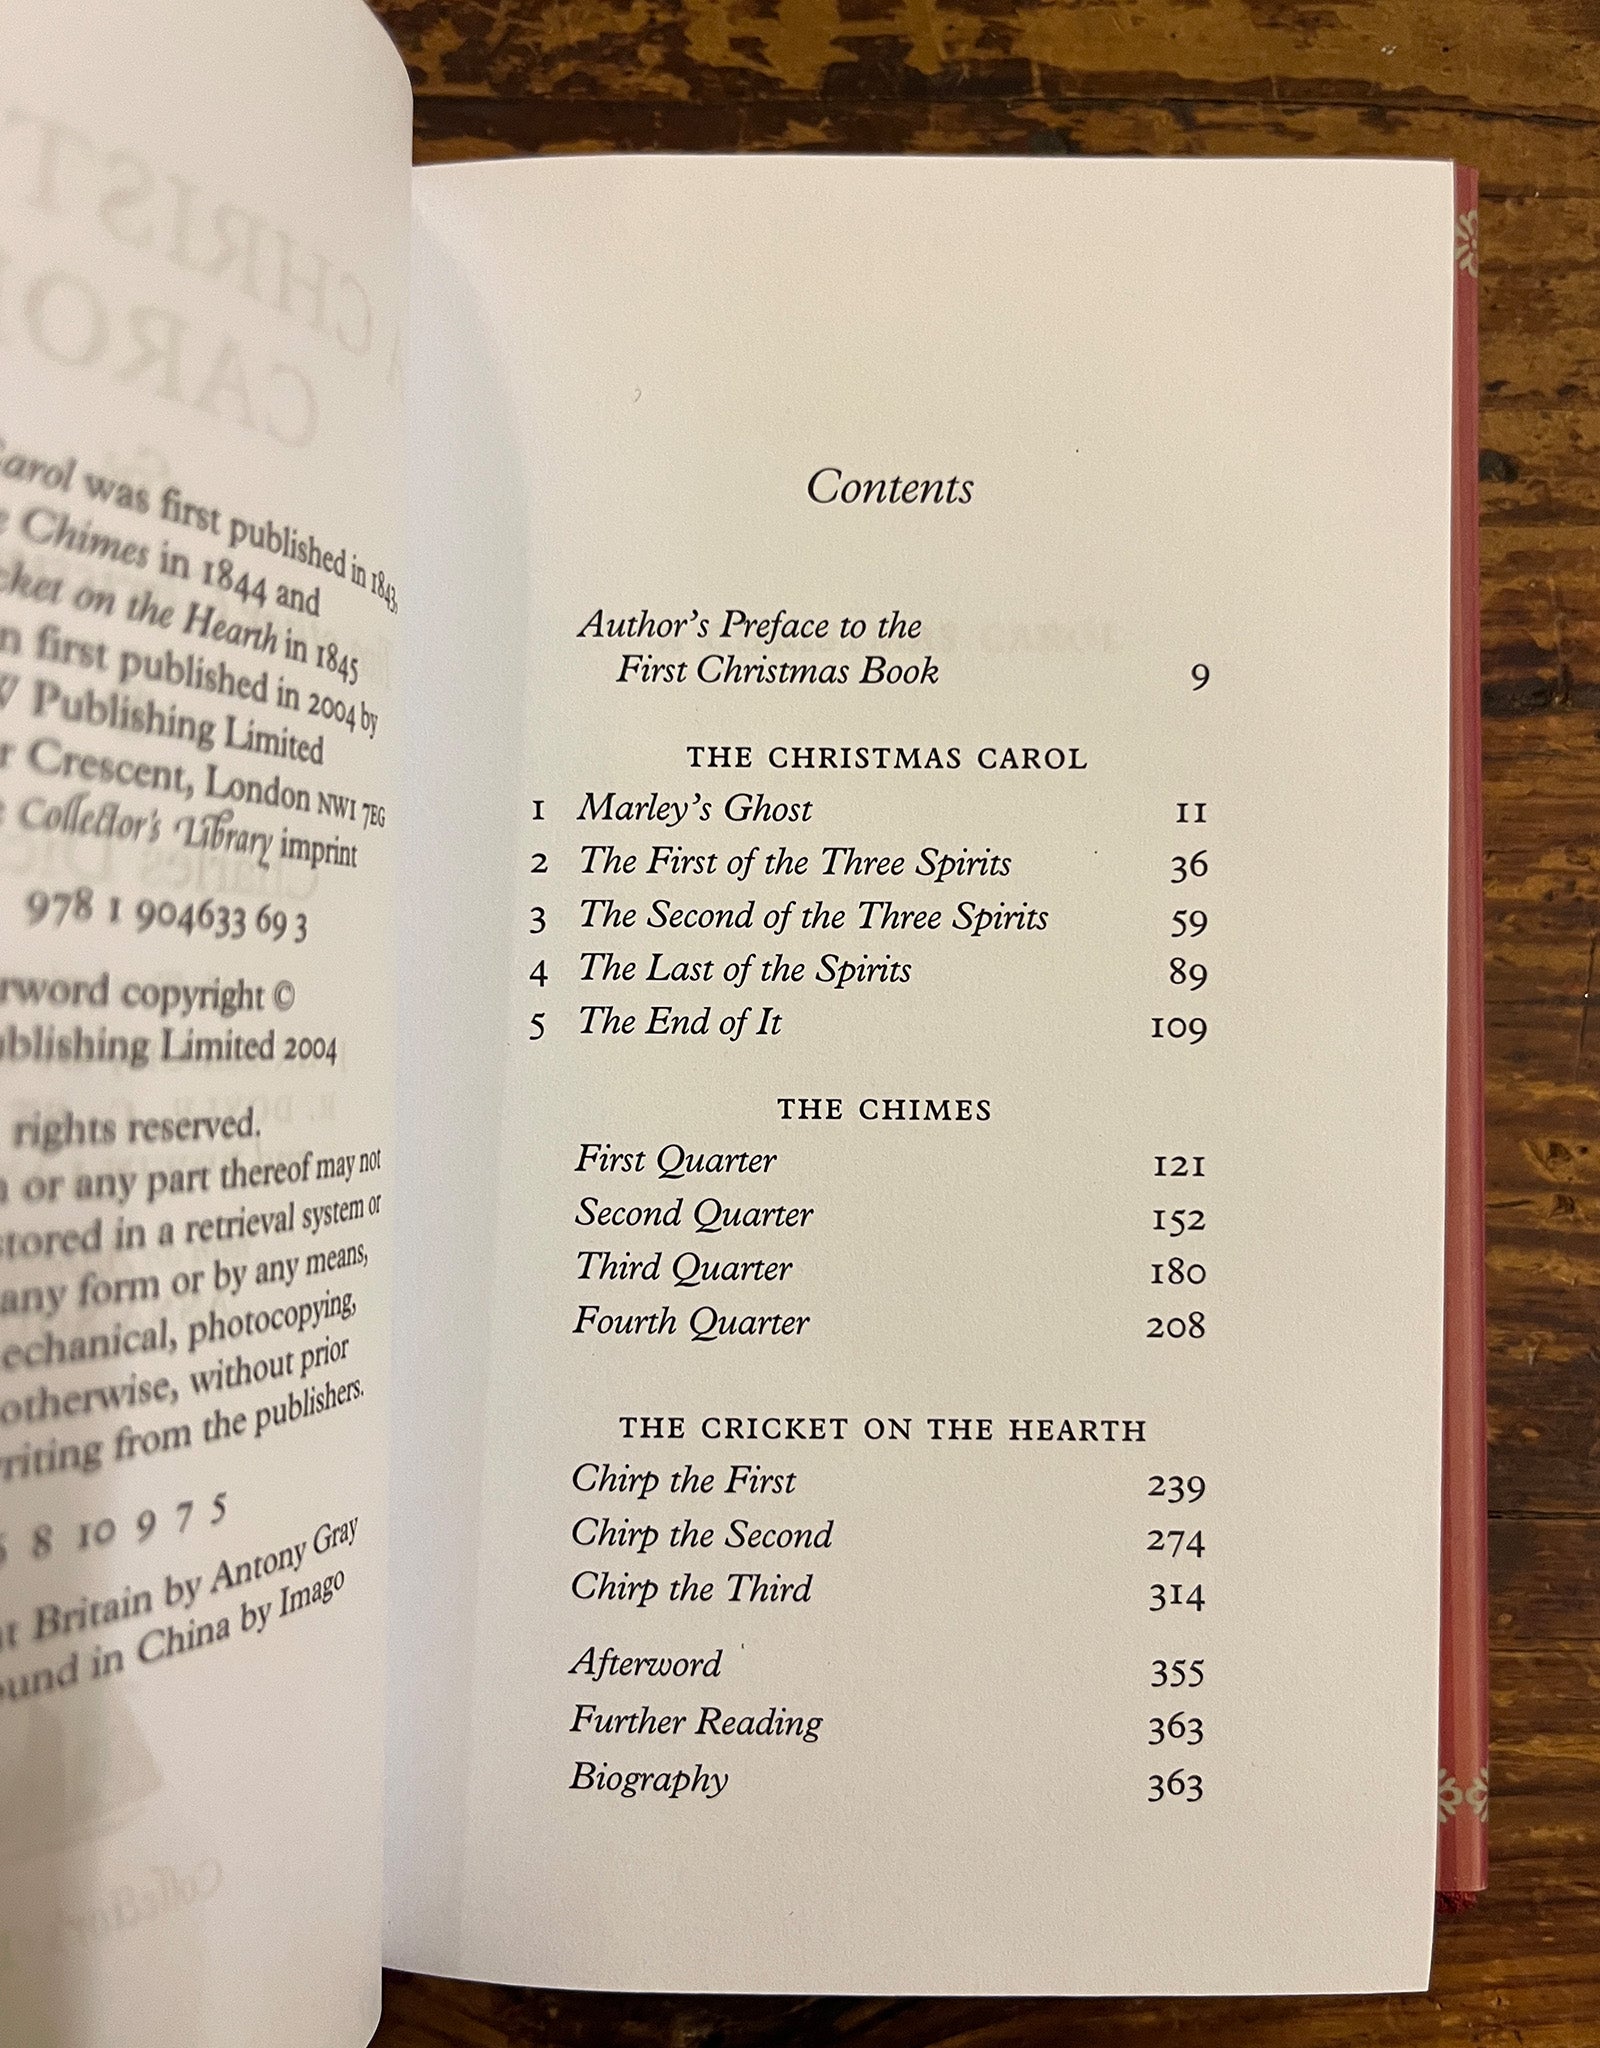 Carol was first published in 1843,
Chimes in 1844 and
on the Hearth in 1845
first published in 2004 by
Publishing Limited
Crescent, London NW1 7EG
Collector's Library imprint
978 1 904633 69 3
copyright ©
Limited 2004
rights reserved.
or any part thereof may not
stored in a retrieval system or
any form or by any means,
photocopying,
otherwise, without prior
from the publishers.
8 10 9 7 5
Britain by Antony Gray
in China by Imago
Contents
Author's Preface to the
First Christmas Book 9
THE CHRISTMAS CAROL
1 Marley's Ghost 11
2 The First of the Three Spirits 36
3 The Second of the Three Spirits 59
4 The Last of the Spirits 89
5 The End of It 109
THE CHIMES
First Quarter 121
Second Quarter 152
Third Quarter 180
Fourth Quarter 208
THE CRICKET ON THE HEARTH
Chirp the First 239
Chirp the Second 274
Chirp the Third 314
Afterword 355
Further Reading 363
Biography 363